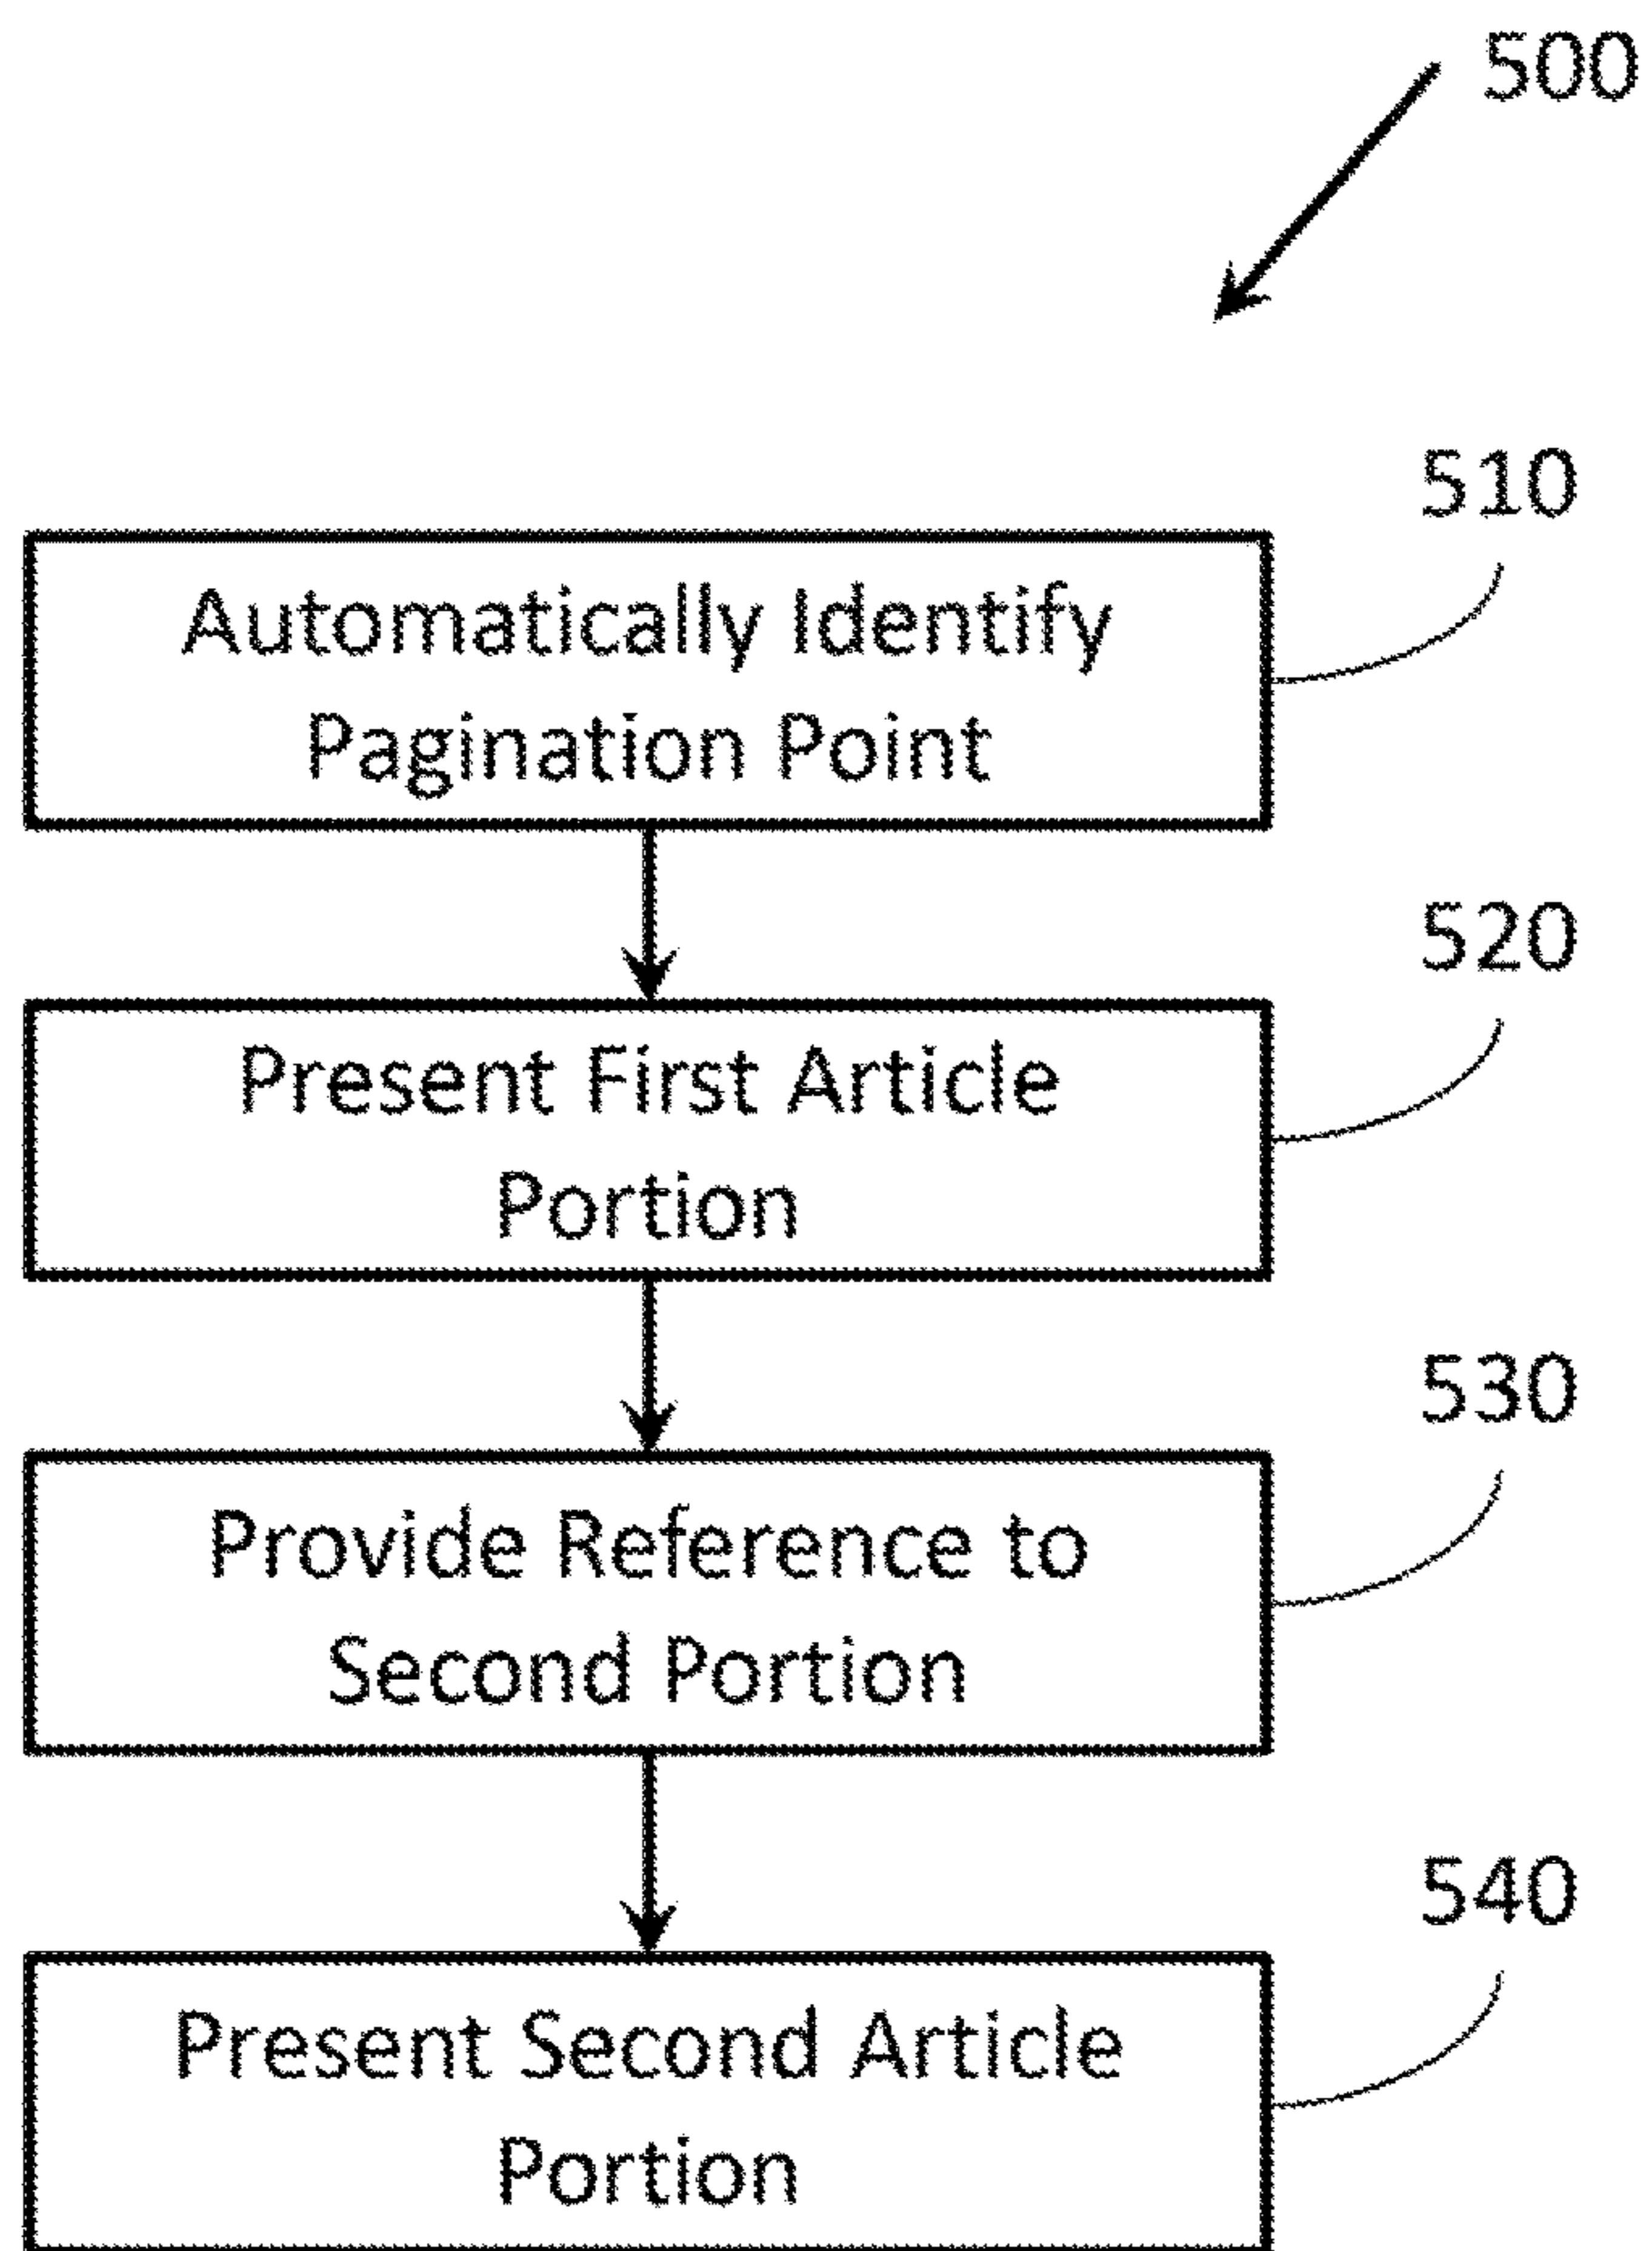 500
510
Automatically Identify
Pagination Point
520
Present First Article
Portion
530
Provide Reference to
Second Portion
540
Present Second Article
Portion